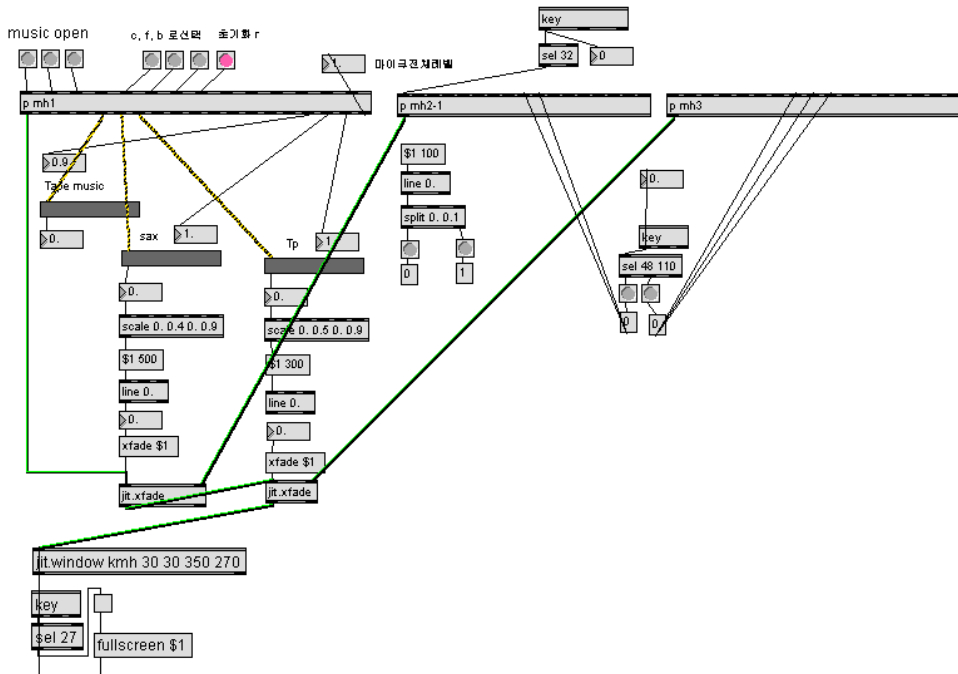 music open
c, f, b 로선택
초기화 r
1.
마이크전체레벨
key
sel 32
0
p mh1
p mh2-1
p mh3
0.9
Tape music
0.
sax
1.
Tp
1.
$1 100
line 0.
split 0. 0.1
0
1
0.
key
sel 48 110
0
0
0.
scale 0. 0.4 0. 0.9
$1 500
line 0.
0.
xfade $1
jit.xfade
0.
scale 0. 0.5 0. 0.9
$1 300
line 0.
0.
xfade $1
jit.xfade
jit.window kmh 30 30 350 270
key
sel 27
fullscreen $1